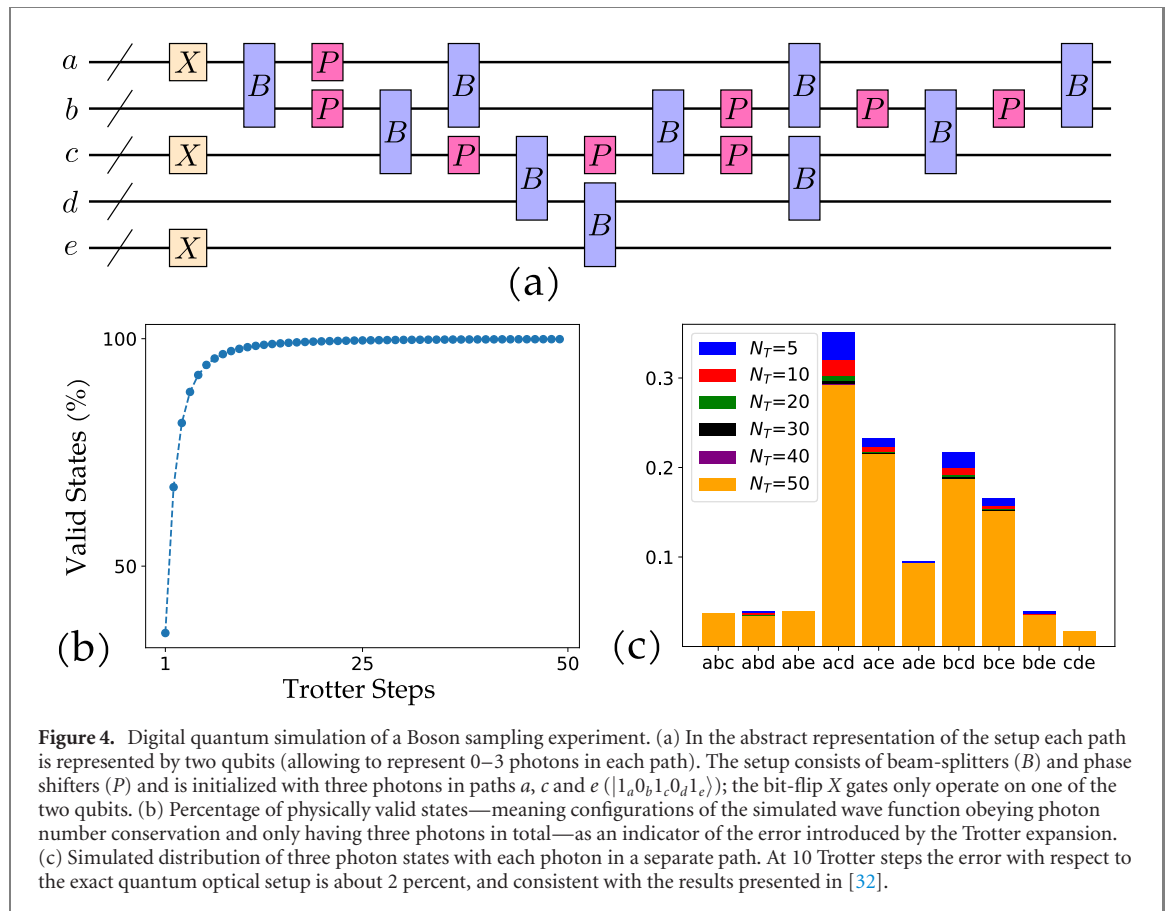 X B P B P B
a
P B B P B P P
b
X B P B P B P B B
c
B B B
d
X B
e
(a)
100
50
Valid States (%)
(b)
1 25 50
Trotter Steps
N_T=5
N_T=10
N_T=20
N_T=30
N_T=40
N_T=50
0.3
0.2
0.1
(c)
abc abd abe acd ace ade bcd bce bde cde
Figure 4. Digital quantum simulation of a Boson sampling experiment. (a) In the abstract representation of the setup each path
is represented by two qubits (allowing to represent 0–3 photons in each path). The setup consists of beam-splitters (B) and phase
shifters (P) and is initialized with three photons in paths a, c and e (|1a0b1c0d1e⟩); the bit-flip X gates only operate on one of the
two qubits. (b) Percentage of physically valid states—meaning configurations of the simulated wave function obeying photon
number conservation and only having three photons in total—as an indicator of the error introduced by the Trotter expansion.
(c) Simulated distribution of three photon states with each photon in a separate path. At 10 Trotter steps the error with respect to
the exact quantum optical setup is about 2 percent, and consistent with the results presented in [32].